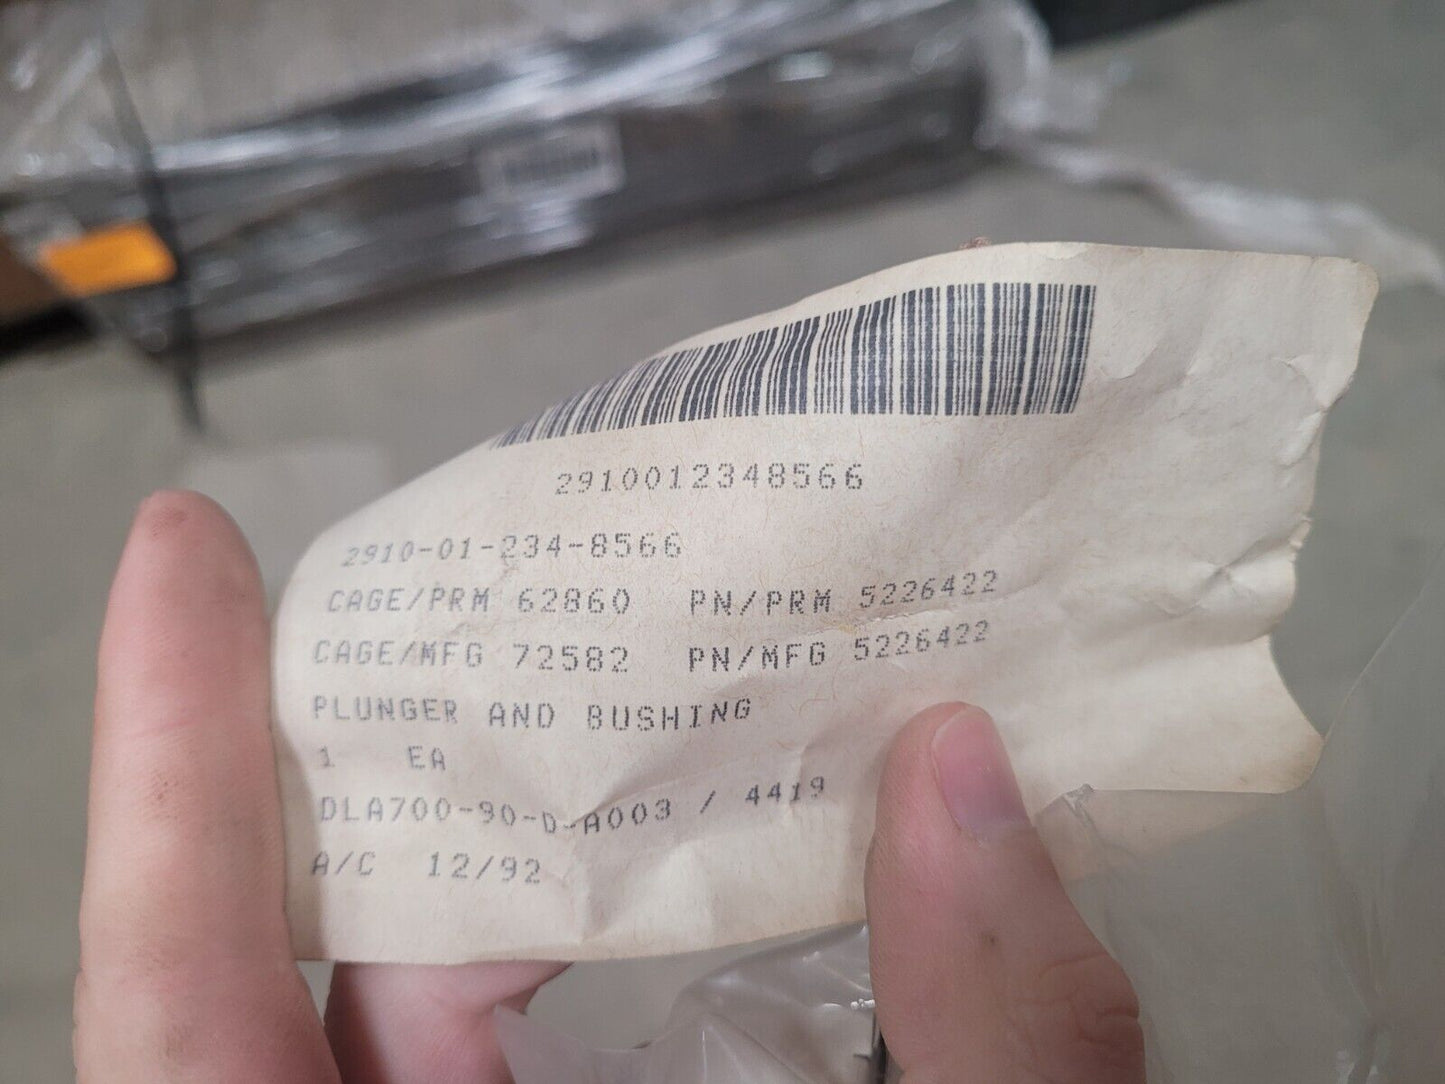 2910012348566
2910-01-234-8566
CAGE/PRM 62860 PN/PRM 5226422
CAGE/MFG 72582 PN/MFG 5226422
PLUNGER AND BUSHING
1 EA
DLA700-90-D-A003 / 4419
A/C 12/92